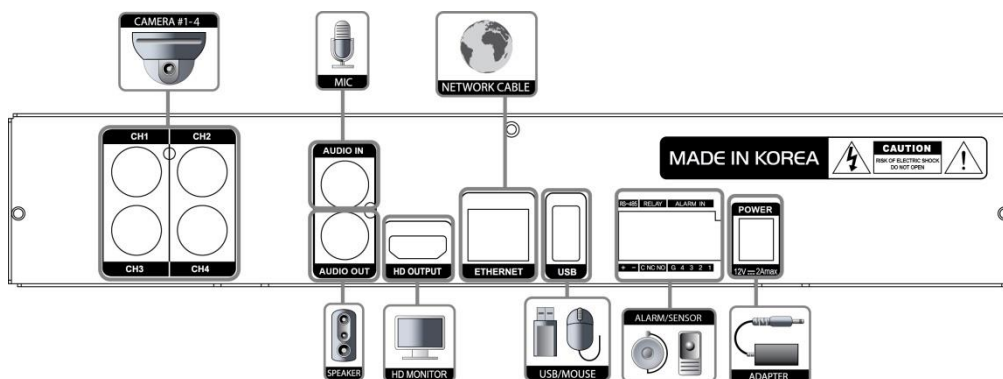 CAMERA #1-4
MIC
NETWORK CABLE
CH1 CH2
CH3 CH4
AUDIO IN
AUDIO OUT
HD OUTPUT
ETHERNET
USB
RS-485 RELAY ALARM IN
+ - C NC NO G 4 3 2 1
MADE IN KOREA
CAUTION
RISK OF ELECTRIC SHOCK
DO NOT OPEN
POWER
12V 2Amax
SPEAKER
HD MONITOR
USB/MOUSE
ALARM/SENSOR
ADAPTER